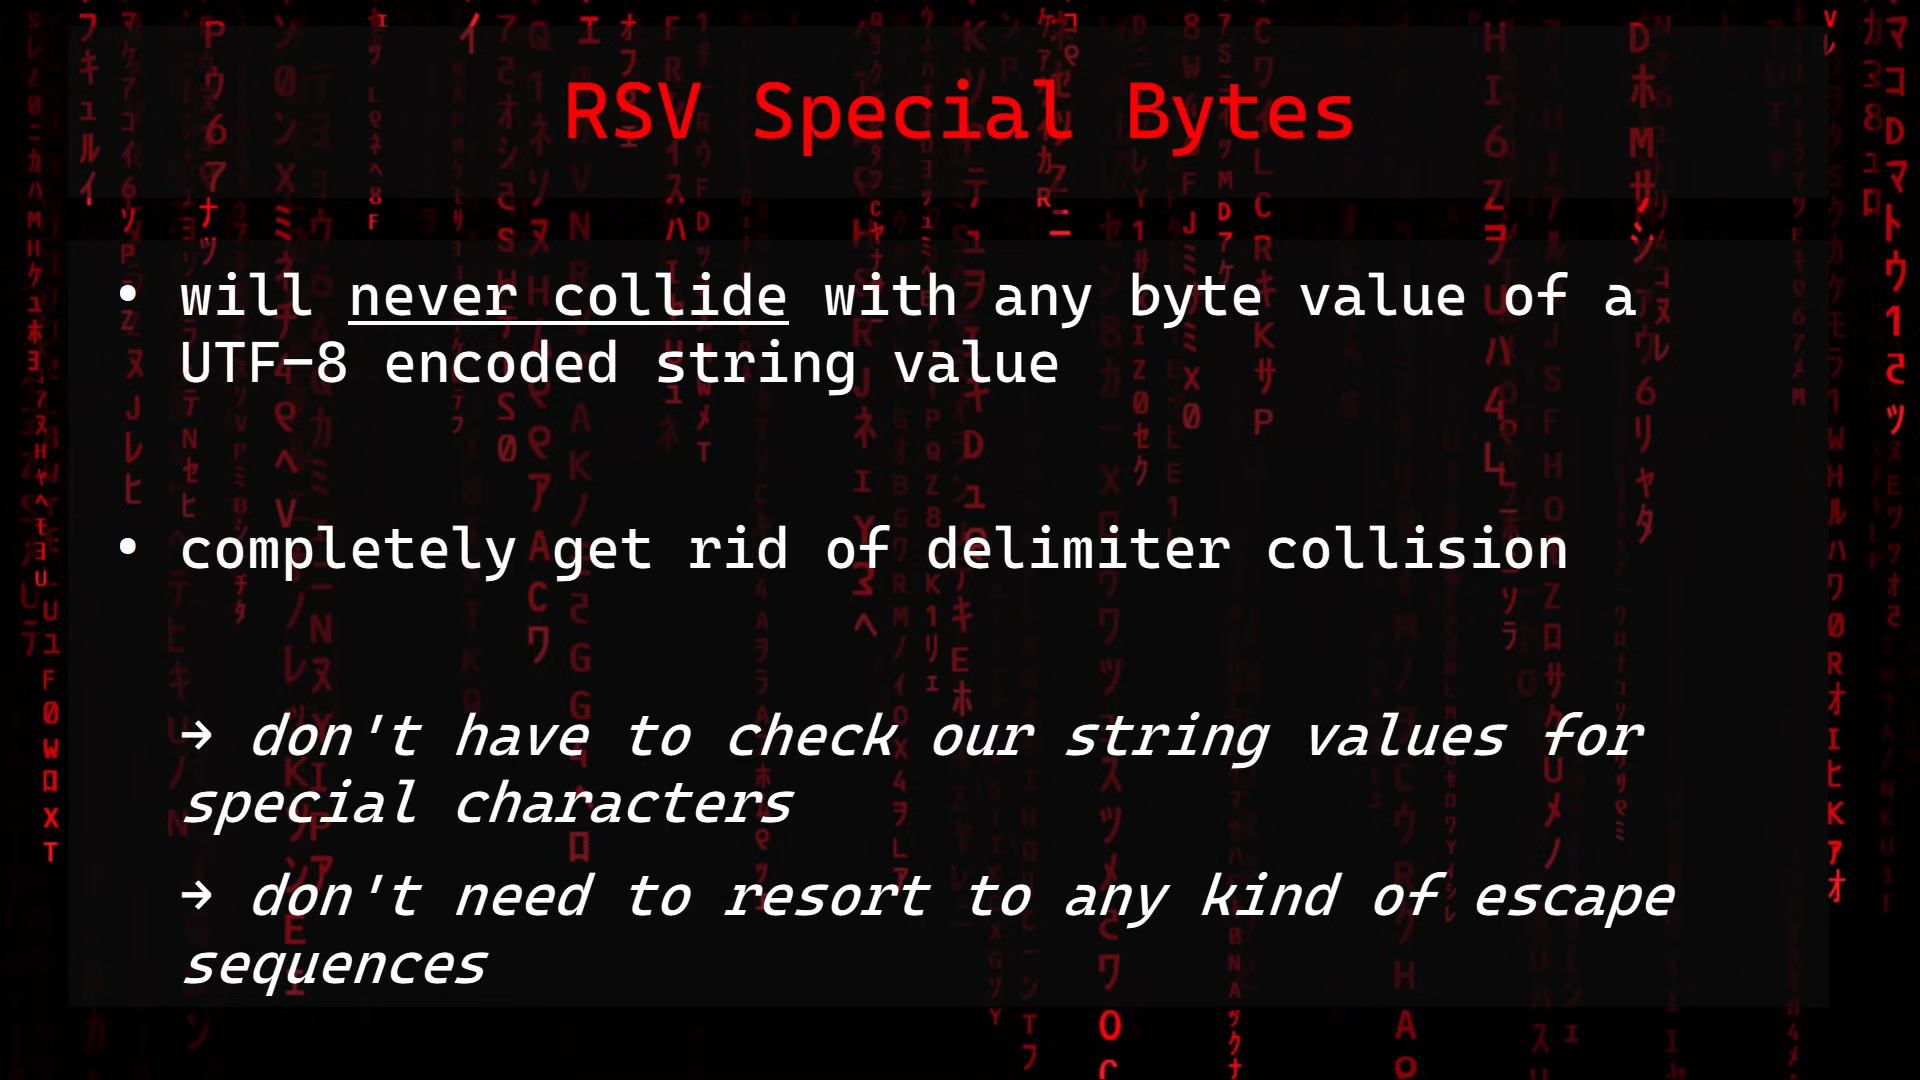 RSV Special Bytes
• will never collide with any byte value of a
UTF-8 encoded string value
• completely get rid of delimiter collision
→ don't have to check our string values for
special characters
→ don't need to resort to any kind of escape
sequences